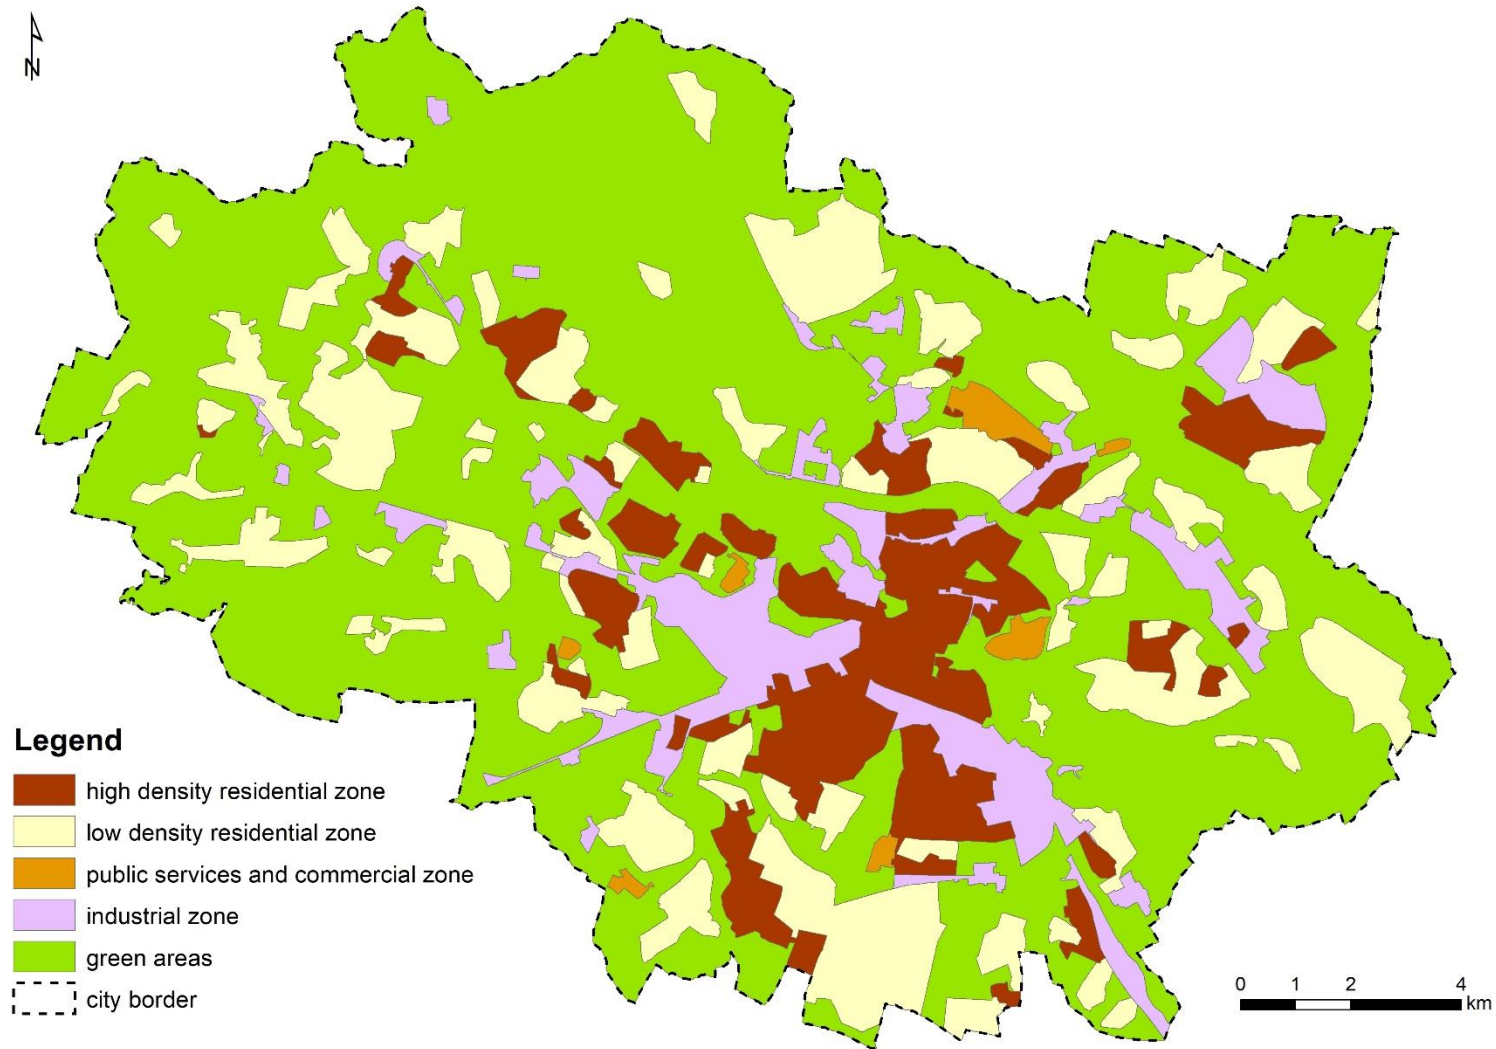 N
Legend
high density residential zone
low density residential zone
public services and commercial zone
industrial zone
green areas
city border
0 1 2 4
km